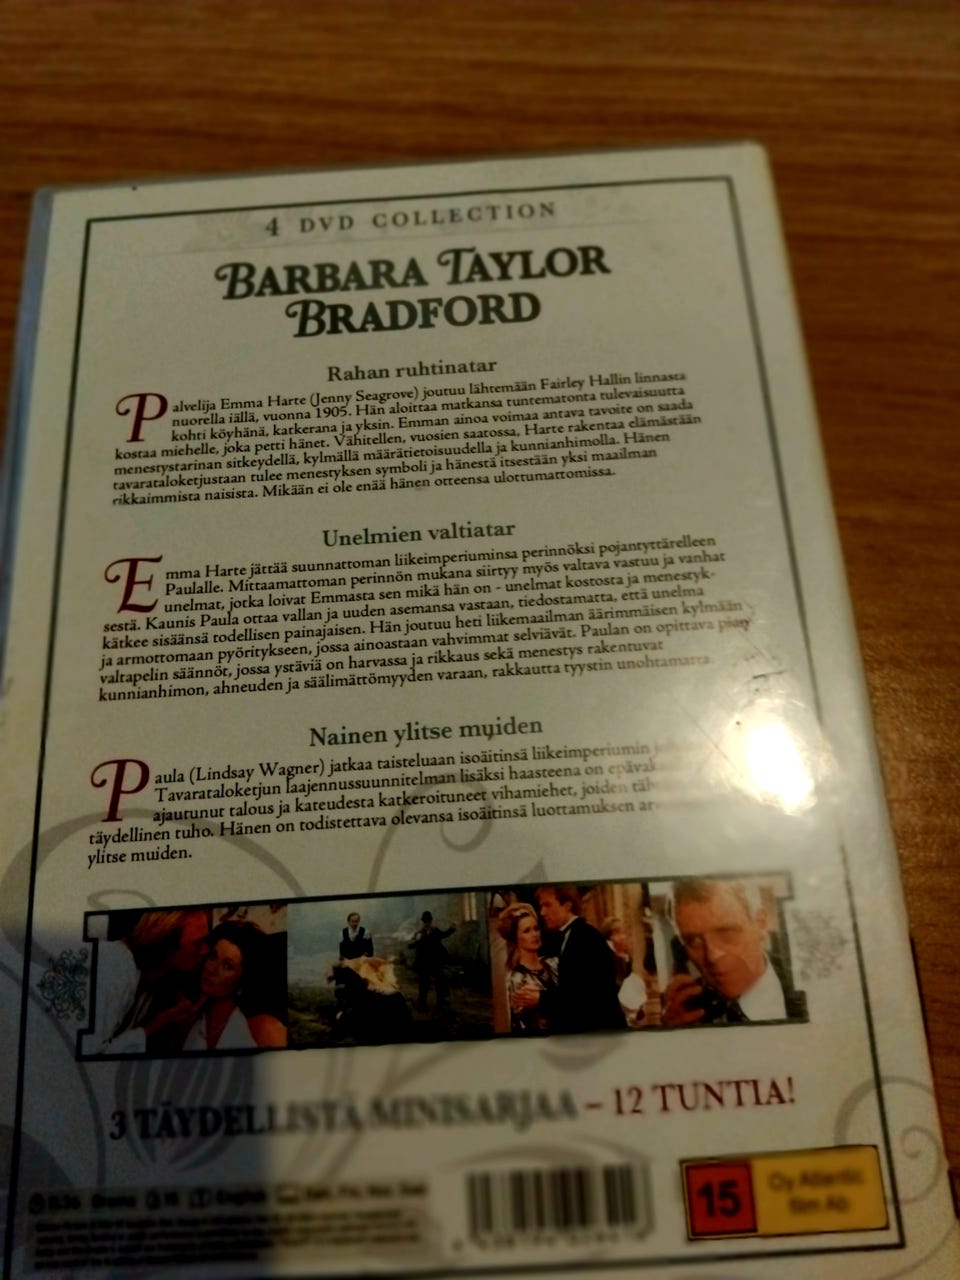 4 DVD COLLECTION
BARBARA TAYLOR
BRADFORD
Rahan ruhtinatar
Palvelija Emma Harte (Jenny Seagrove) joutuu lähtemään Fairley Hallin linnasta
nuorella iällä, vuonna 1905. Hän aloittaa matkansa tuntematonta tulevaisuutta
kohti köyhänä, katkerana ja yksin. Emman ainoa voimaa antava tavoite on saada
kostaa miehelle, joka petti hänet. Vähitellen, vuosien saatossa, Harte rakentaa elämästään
menestystarinan sitkeydellä, kylmällä määrätietoisuudella ja kunnianhimolla. Hänen
tavarataloketjustaan tulee menestyksen symboli ja hänestä itsestään yksi maailman
rikkaimmista naisista. Mikään ei ole enää hänen otteensa ulottumattomissa.
Unelmien valtiatar
Emma Harte jättää suunnattoman liikeimperiuminsa perinnöksi pojantyttärelleen
Paulalle. Mittaamattoman perinnön mukana siirtyy myös valtava vastuu ja vanhat
unelmat, jotka loivat Emmasta sen mikä hän on - unelmat kostosta ja menestyk-
sestä. Kaunis Paula ottaa vallan ja uuden asemansa vastaan, tiedostamatta, että unelma
kätkee sisäänsä todellisen painajaisen. Hän joutuu heti liikemaailman äärimmäisen kylmään
ja armottomaan pyöritykseen, jossa ainoastaan vahvimmat selviävät. Paulan on opittava pian
valtapelin säännöt, jossa ystäviä on harvassa ja rikkaus sekä menestys rakentuvat
kunnianhimon, ahneuden ja säälimättömyyden varaan, rakkautta tyystin unohtamatta.
Nainen ylitse muiden
Paula (Lindsay Wagner) jatkaa taisteluaan isoäitinsä liikeimperiumin
Tavarataloketjun laajennussuunnitelman lisäksi haasteena on
ajautunut talous ja kateudesta katkeroituneet vihamiehet, joiden
täydellinen tuho. Hänen on todistettava olevansa isoäitinsä luottamuksen
ylitse muiden.
3 TÄYDELLISTÄ MINISARJAA – 12 TUNTIA!
Drama English
15 Oy Atlantic
film Ab